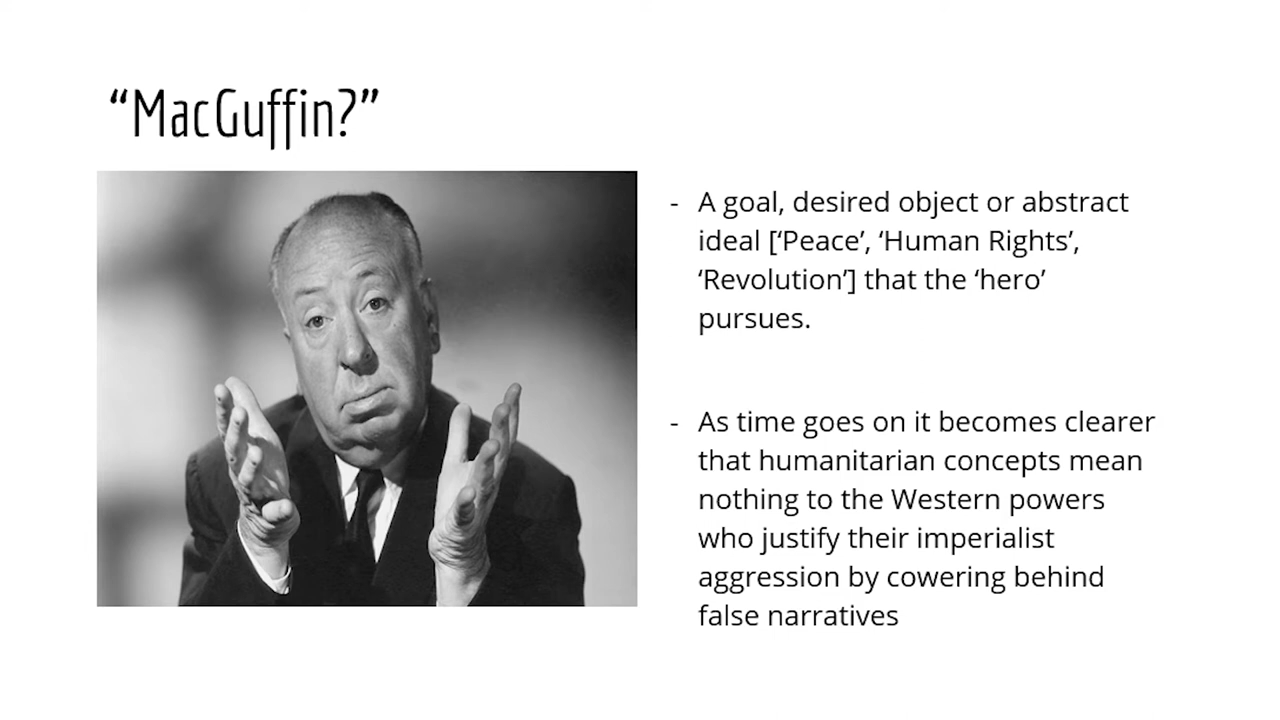 “MacGuffin?”
- A goal, desired object or abstract
ideal [‘Peace’, ‘Human Rights’,
‘Revolution’] that the ‘hero’
pursues.
- As time goes on it becomes clearer
that humanitarian concepts mean
nothing to the Western powers
who justify their imperialist
aggression by cowering behind
false narratives